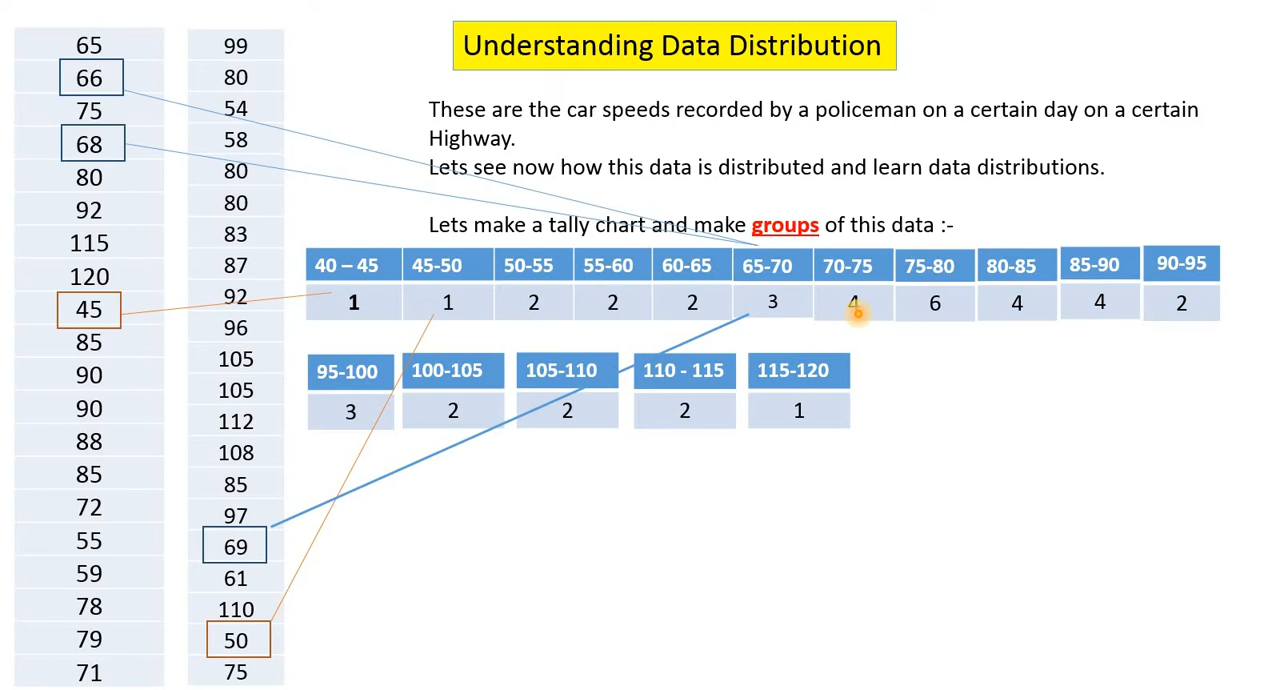 Understanding Data Distribution
These are the car speeds recorded by a policeman on a certain day on a certain
Highway.
Lets see now how this data is distributed and learn data distributions.
Lets make a tally chart and make groups of this data :-
65 99
66 80
75 54
68 58
80 80
92 80
115 83
120 87
45 92
85 96
90 105
90 105
88 112
85 108
72 85
55 97
59 69
78 61
79 110
71 50
75
40 – 45 45-50 50-55 55-60 60-65 65-70 70-75 75-80 80-85 85-90 90-95
1 1 2 2 2 3 4 6 4 4 2
95-100 100-105 105-110 110 - 115 115-120
3 2 2 2 1